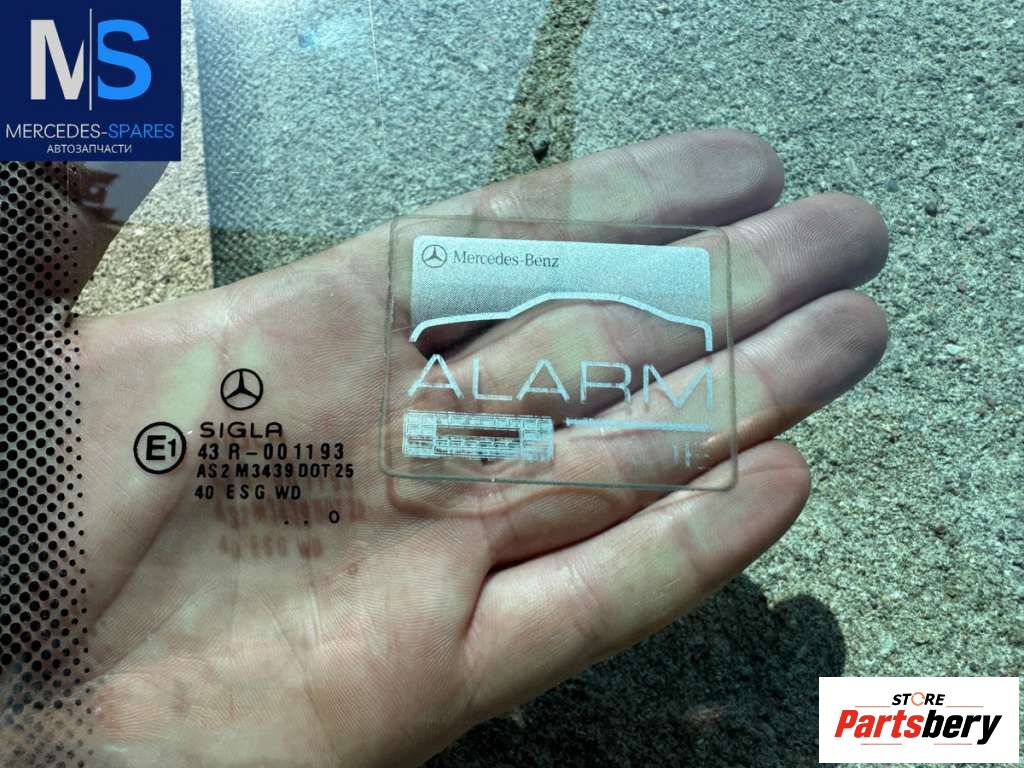 MS
MERCEDES-SPARES
АВТОЗАПЧАСТИ
Mercedes-Benz
ALARM
E1
SIGLA
43 R-001193
AS2 M3439 DOT 25
40 ESG WD
. . 0
STORE
Partsbery